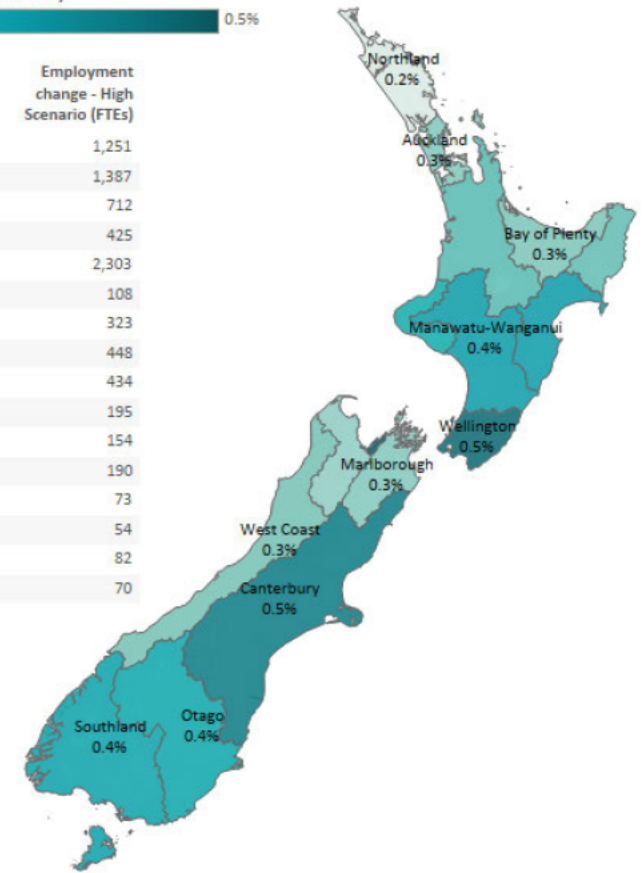 0.5%
Employment
change - High
Scenario (FTEs)
1,251
1,387
712
425
2,303
108
323
448
434
195
154
190
73
54
82
70
Northland
0.2%
Auckland
0.3%
Bay of Plenty
0.3%
Manawatu-Wanganui
0.4%
Wellington
0.5%
Marlborough
0.3%
West Coast
0.3%
Canterbury
0.5%
Otago
0.4%
Southland
0.4%